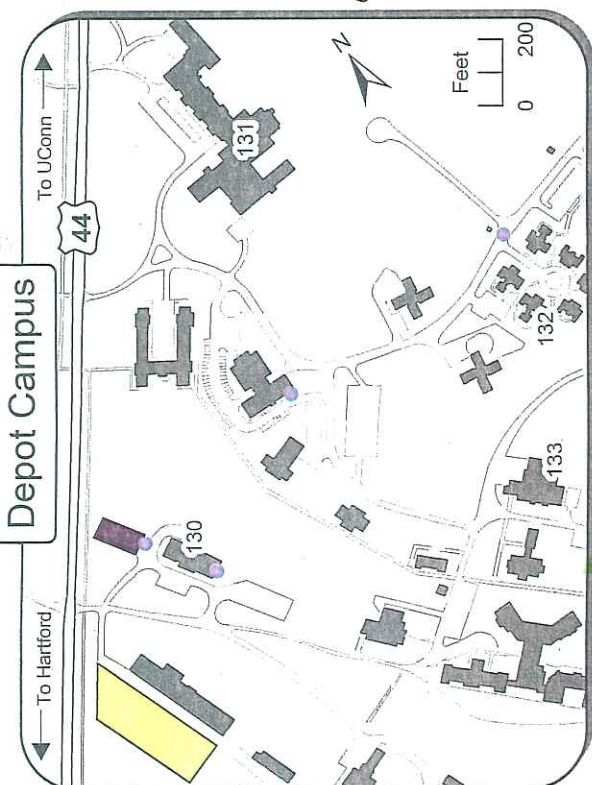 Depot Campus
To Hartford
To UConn
44
N
Feet
0 200
131
130
132
133